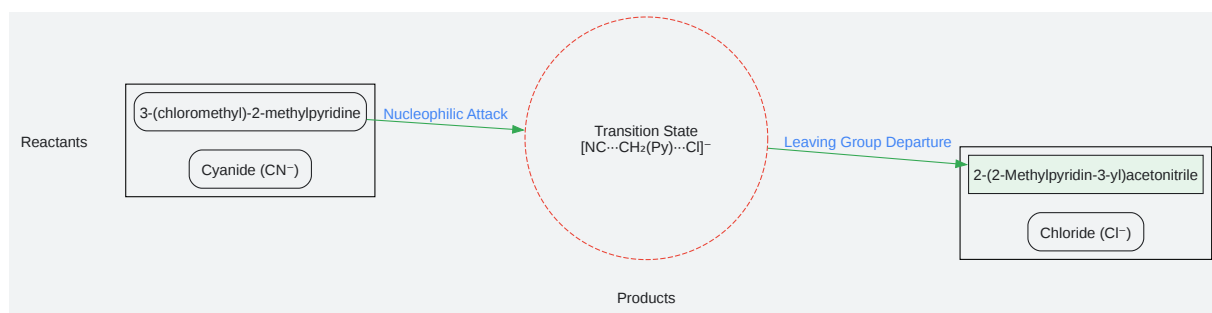 Reactants
3-(chloromethyl)-2-methylpyridine
Cyanide (CN⁻)
Nucleophilic Attack
Transition State
[NC···CH₂(Py)···Cl]⁻
Leaving Group Departure
2-(2-Methylpyridin-3-yl)acetonitrile
Chloride (Cl⁻)
Products